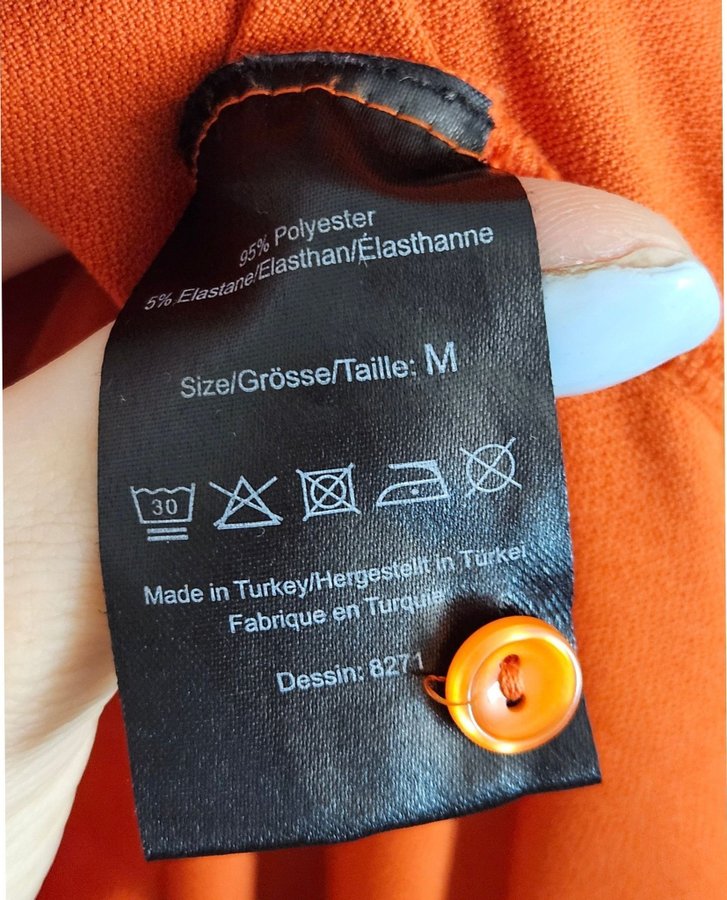 95% Polyester
5% Elastane/Elasthan/Élasthanne
Size/Grösse/Taille: M
30
Made in Turkey/Hergestellt in Türkei
Fabrique en Turquie
Dessin: 8271